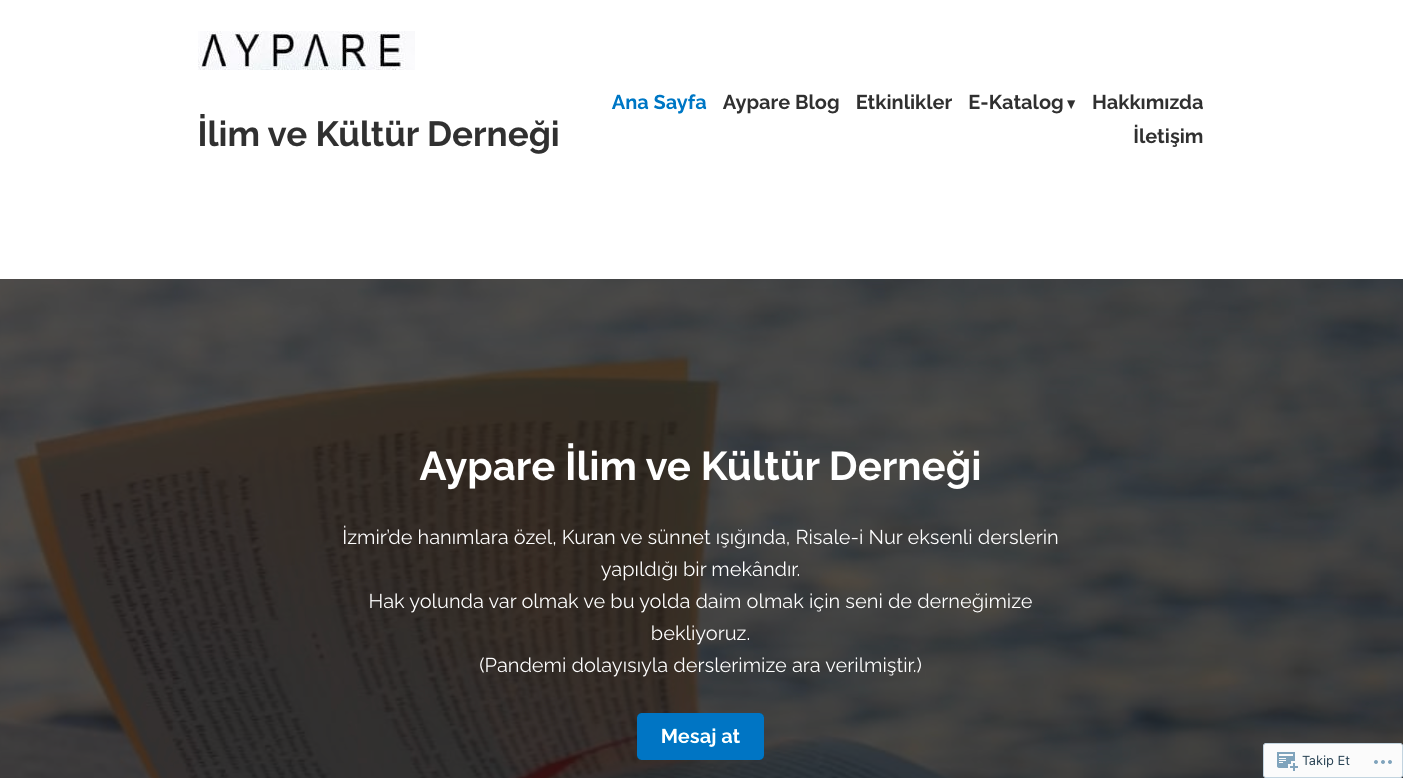 AYPARE
İlim ve Kültür Derneği
Ana Sayfa Aypare Blog Etkinlikler E-Katalog ▾ Hakkımızda
İletişim
Aypare İlim ve Kültür Derneği
İzmir’de hanımlara özel, Kuran ve sünnet ışığında, Risale-i Nur eksenli derslerin
yapıldığı bir mekândır.
Hak yolunda var olmak ve bu yolda daim olmak için seni de derneğimize
bekliyoruz.
(Pandemi dolayısıyla derslerimize ara verilmiştir.)
Mesaj at
Takip Et